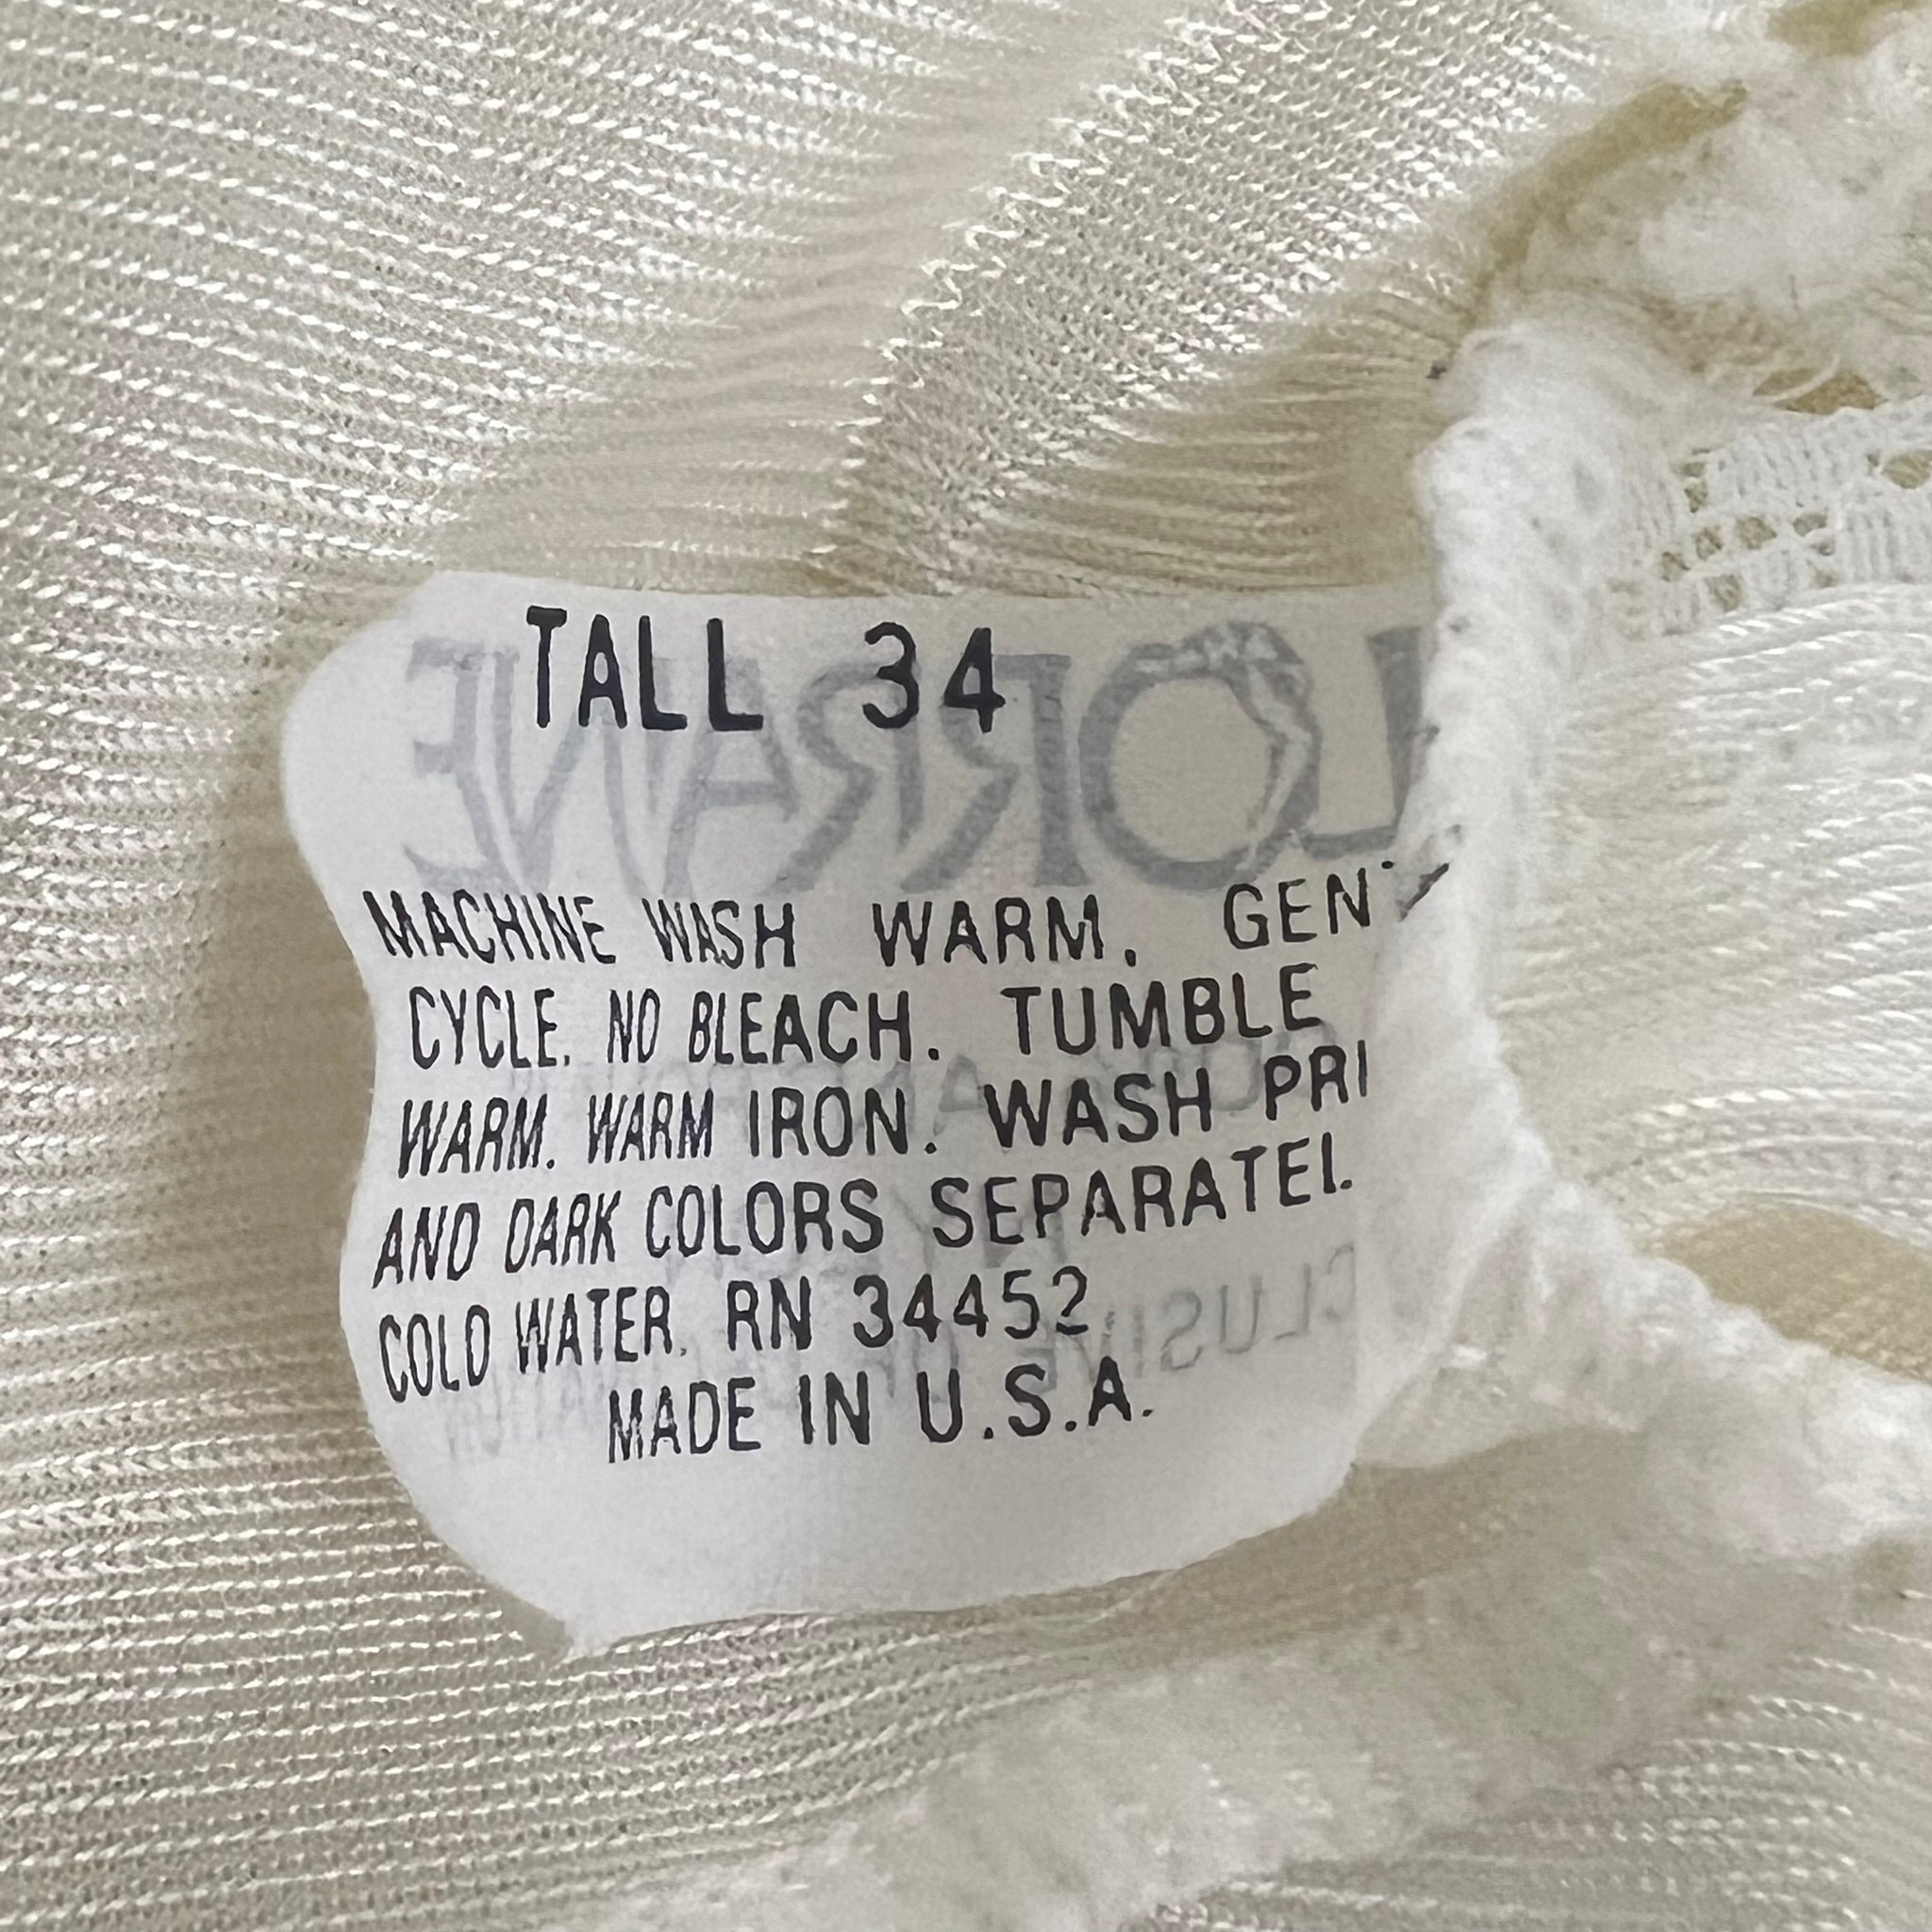 TALL 34
LORRAINE
MACHINE WASH WARM. GEN
CYCLE. NO BLEACH. TUMBLE
WARM. WARM IRON. WASH PRI
AND DARK COLORS SEPARATEL
COLD WATER. RN 34452
MADE IN U.S.A.